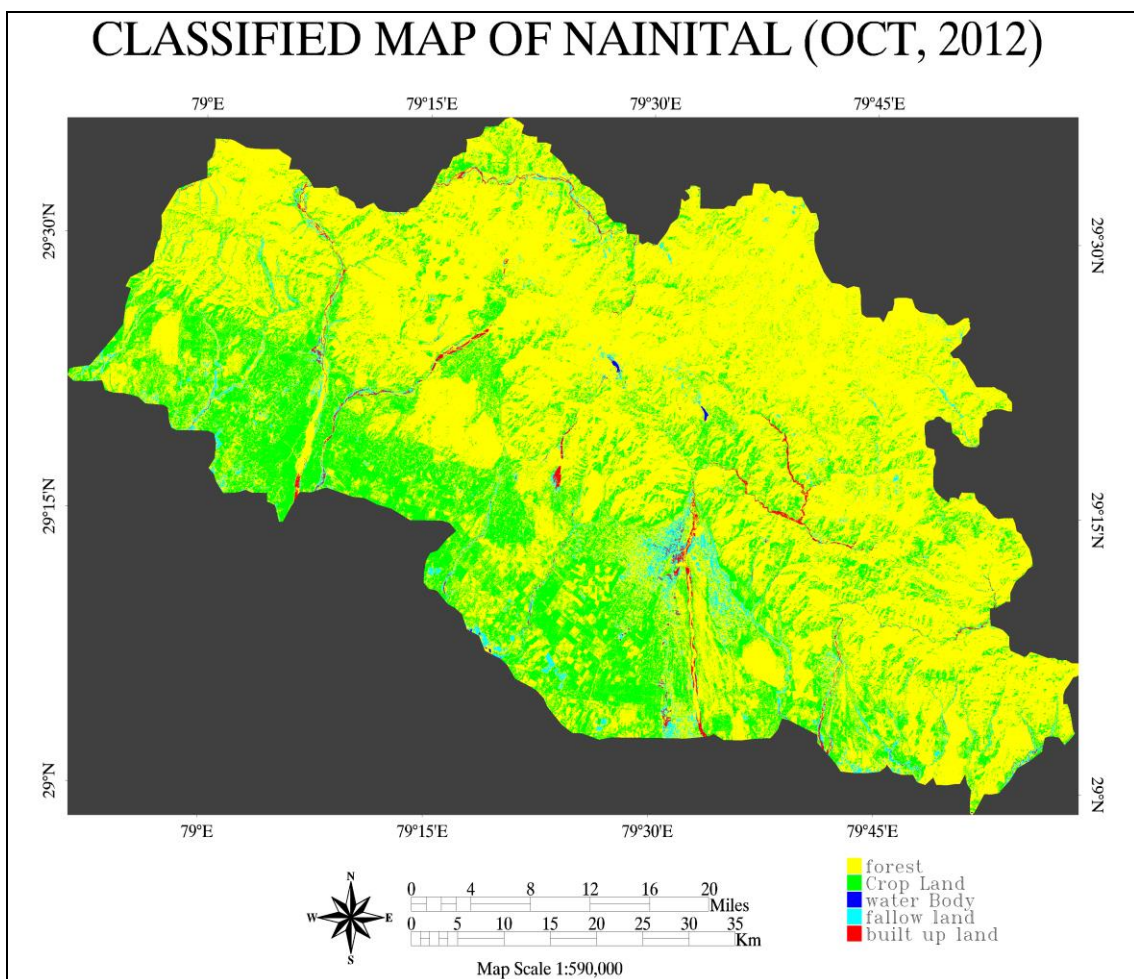 CLASSIFIED MAP OF NAINITAL (OCT, 2012)
79°E 79°15'E 79°30'E 79°45'E
29°30'N 29°30'N
29°15'N 29°15'N
29°N 29°N
79°E 79°15'E 79°30'E 79°45'E
forest
Crop Land
water Body
fallow land
built up land
N
W E
S
0 4 8 12 16 20
Miles
0 5 10 15 20 25 30 35
Km
Map Scale 1:590,000